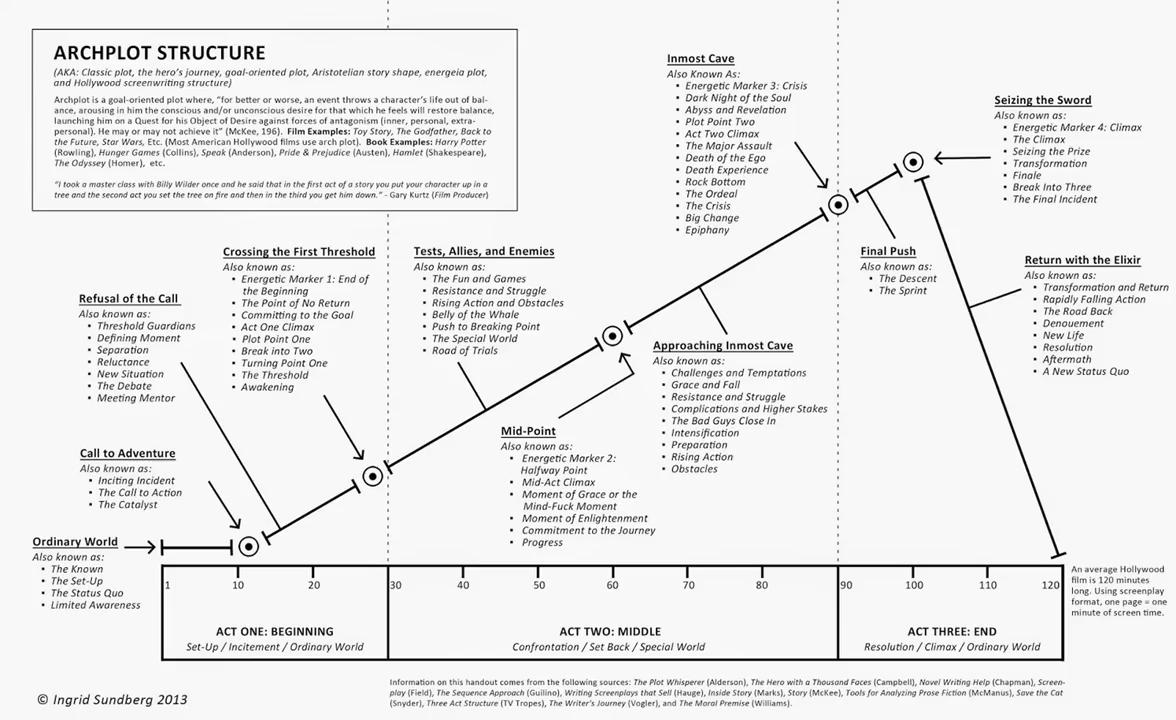 ARCHPLOT STRUCTURE
(AKA: Classic plot, the hero's journey, goal-oriented plot, Aristotelian story shape, energeia plot,
and Hollywood screenwriting structure)
Archplot is a goal-oriented plot where, "for better or worse, an event throws a character's life out of bal-
ance, arousing in him the conscious and/or unconscious desire for that which he feels will restore balance,
launching him on a Quest for his Object of Desire against forces of antagonism (inner, personal, extra-
personal). He may or may not achieve it" (McKee, 196). Film Examples: Toy Story, The Godfather, Back to
the Future, Star Wars, Etc. (Most American Hollywood films use arch plot). Book Examples: Harry Potter
(Rowling), Hunger Games (Collins), Speak (Anderson), Pride & Prejudice (Austen), Hamlet (Shakespeare),
The Odyssey (Homer), etc.
"I took a master class with Billy Wilder once and he said that in the first act of a story you put your character up in a
tree and the second act you set the tree on fire and then in the third you get him down." - Gary Kurtz (Film Producer)
Inmost Cave
Also Known As:
▪ Energetic Marker 3: Crisis
▪ Dark Night of the Soul
▪ Abyss and Revelation
▪ Plot Point Two
▪ Act Two Climax
▪ The Major Assault
▪ Death of the Ego
▪ Death Experience
▪ Rock Bottom
▪ The Ordeal
▪ The Crisis
▪ Big Change
▪ Epiphany
Seizing the Sword
Also known as:
▪ Energetic Marker 4: Climax
▪ The Climax
▪ Seizing the Prize
▪ Transformation
▪ Finale
▪ Break Into Three
▪ The Final Incident
Crossing the First Threshold
Also known as:
▪ Energetic Marker 1: End of
the Beginning
▪ The Point of No Return
▪ Committing to the Goal
▪ Act One Climax
▪ Plot Point One
▪ Break into Two
▪ Turning Point One
▪ The Threshold
▪ Awakening
Tests, Allies, and Enemies
Also known as:
▪ The Fun and Games
▪ Resistance and Struggle
▪ Rising Action and Obstacles
▪ Belly of the Whale
▪ Push to Breaking Point
▪ The Special World
▪ Road of Trials
Final Push
Also known as:
▪ The Descent
▪ The Sprint
Return with the Elixir
Also known as:
▪ Transformation and Return
▪ Rapidly Falling Action
▪ The Road Back
▪ Denouement
▪ New Life
▪ Resolution
▪ Aftermath
▪ A New Status Quo
Refusal of the Call
Also known as:
▪ Threshold Guardians
▪ Defining Moment
▪ Separation
▪ Reluctance
▪ New Situation
▪ The Debate
▪ Meeting Mentor
Approaching Inmost Cave
Also known as:
▪ Challenges and Temptations
▪ Grace and Fall
▪ Resistance and Struggle
▪ Complications and Higher Stakes
▪ The Bad Guys Close In
▪ Intensification
▪ Preparation
▪ Rising Action
▪ Obstacles
Mid-Point
Also known as:
▪ Energetic Marker 2:
Halfway Point
▪ Mid-Act Climax
▪ Moment of Grace or the
Mind-Fuck Moment
▪ Moment of Enlightenment
▪ Commitment to the Journey
▪ Progress
Call to Adventure
Also known as:
▪ Inciting Incident
▪ The Call to Action
▪ The Catalyst
Ordinary World
Also known as:
▪ The Known
▪ The Set-Up
▪ The Status Quo
▪ Limited Awareness
1 10 20 30 40 50 60 70 80 90 100 110 120
An average Hollywood
film is 120 minutes
long. Using screenplay
format, one page = one
minute of screen time.
ACT ONE: BEGINNING
Set-Up / Incitement / Ordinary World
ACT TWO: MIDDLE
Confrontation / Set Back / Special World
ACT THREE: END
Resolution / Climax / Ordinary World
© Ingrid Sundberg 2013
Information on this handout comes from the following sources: The Plot Whisperer (Alderson), The Hero with a Thousand Faces (Campbell), Novel Writing Help (Chapman), Screen-
play (Field), The Sequence Approach (Guilino), Writing Screenplays that Sell (Hauge), Inside Story (Marks), Story (McKee), Tools for Analyzing Prose Fiction (McManus), Save the Cat
(Snyder), Three Act Structure (TV Tropes), The Writer's Journey (Vogler), and The Moral Premise (Williams).